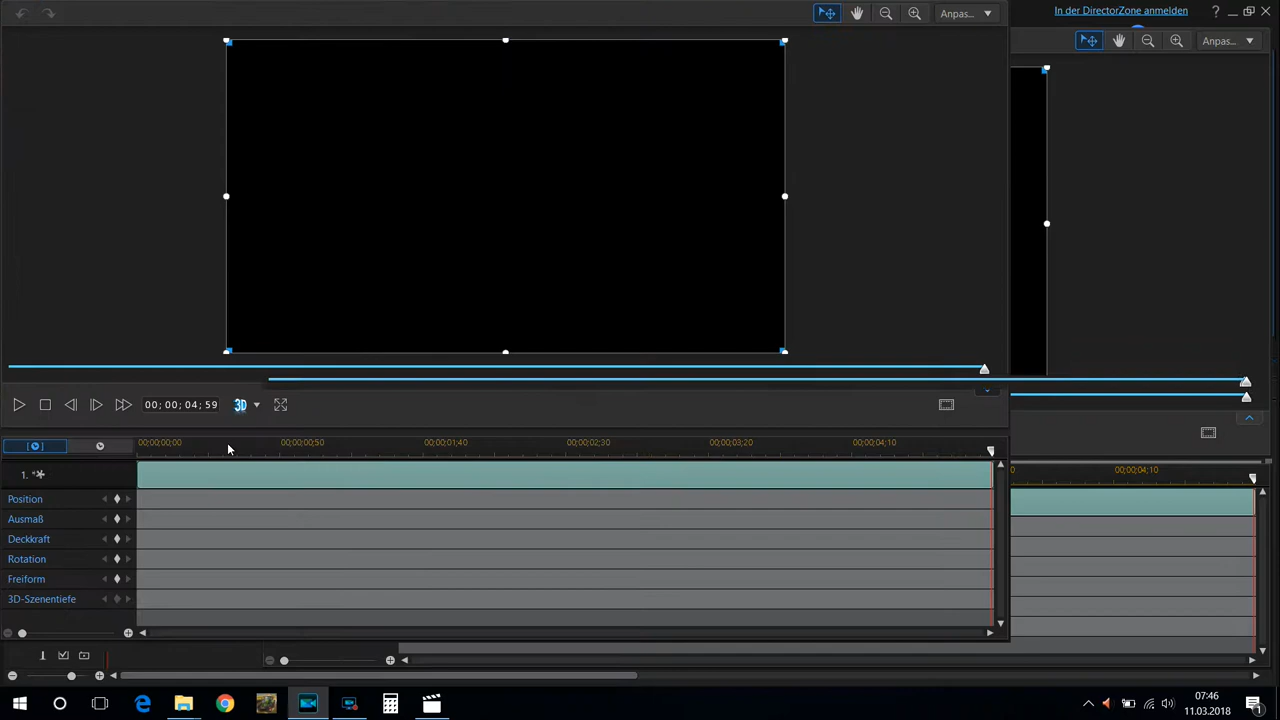 In der DirectorZone anmelden
?
Anpas...
Anpas...
00; 00; 04; 59
3D
00;00;00;00
00;00;00;50
00;00;01;40
00;00;02;30
00;00;03;20
00;00;04;10
00;00;04;10
1.
Position
Ausmaß
Deckkraft
Rotation
Freiform
3D-Szenentiefe
07:46
11.03.2018
1